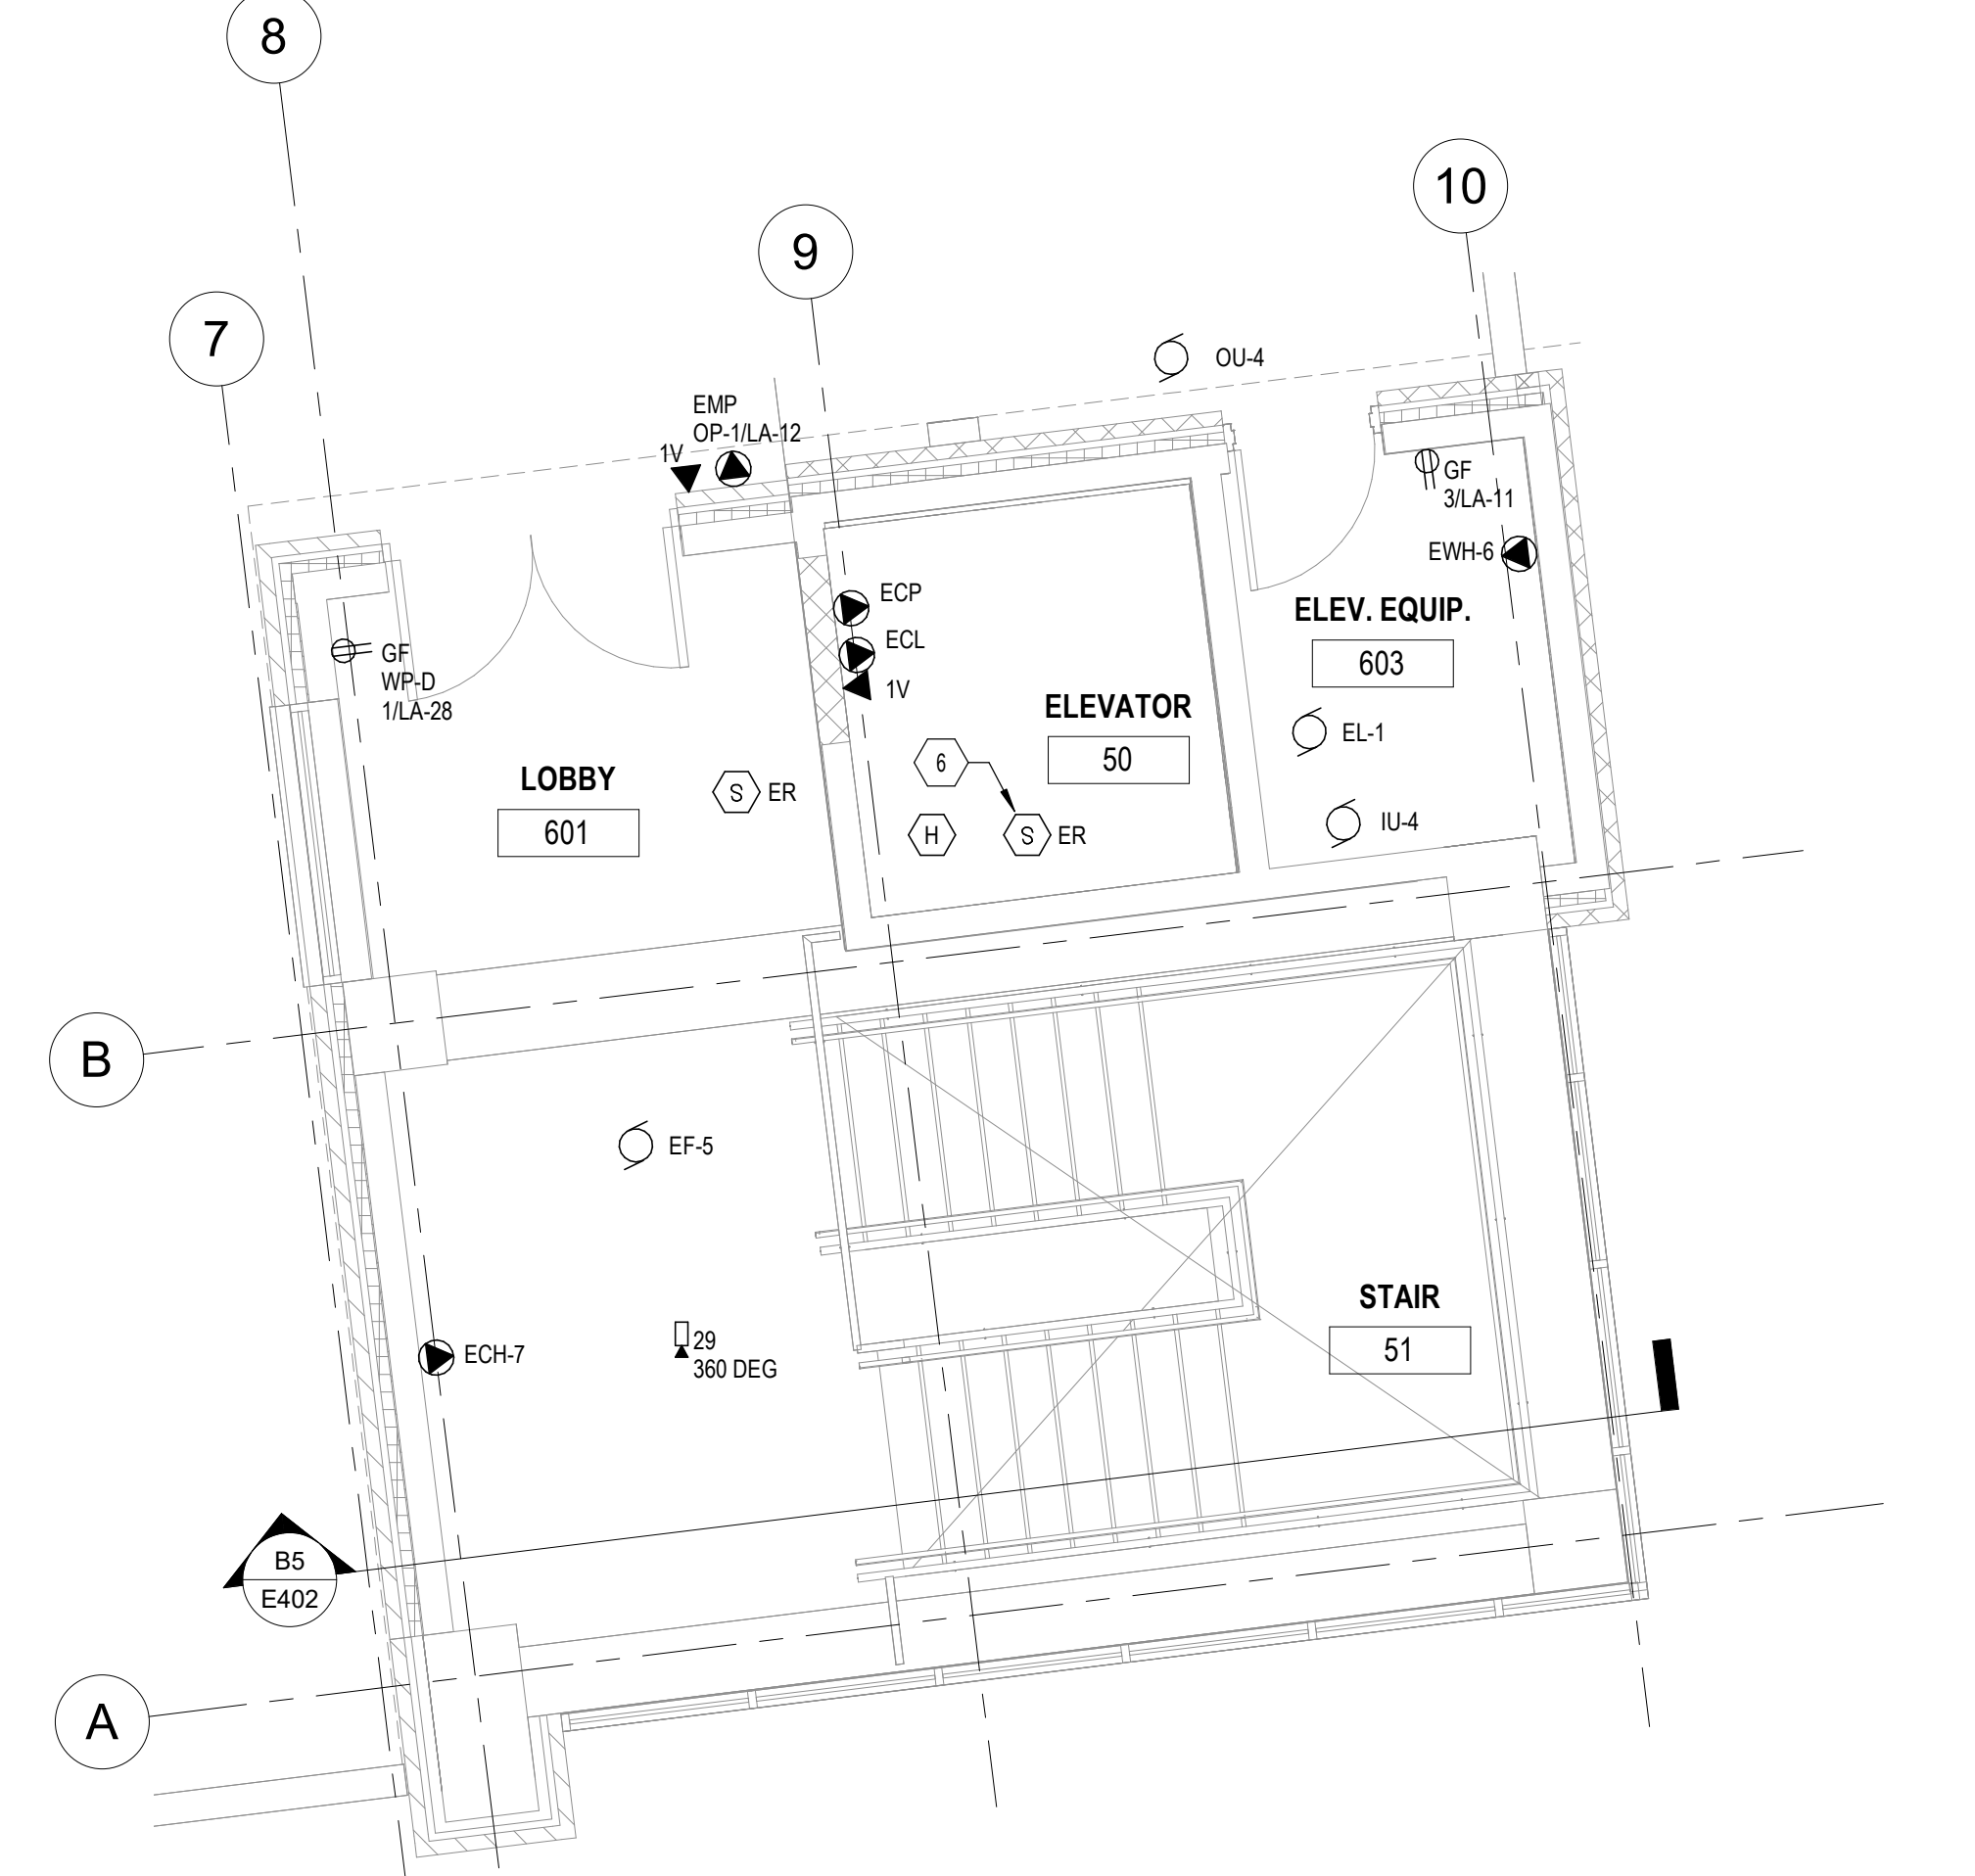 8
10
9
7
OU-4
EMP
OP-1/LA-12
1V
GF
3/LA-11
EWH-6
ECP
ELEV. EQUIP.
603
ECL
GF
WP-D
1/LA-28
1V
ELEVATOR
50
EL-1
6
LOBBY
601
S ER
H
S ER
IU-4
B
EF-5
STAIR
51
29
360 DEG
ECH-7
B5
E402
A